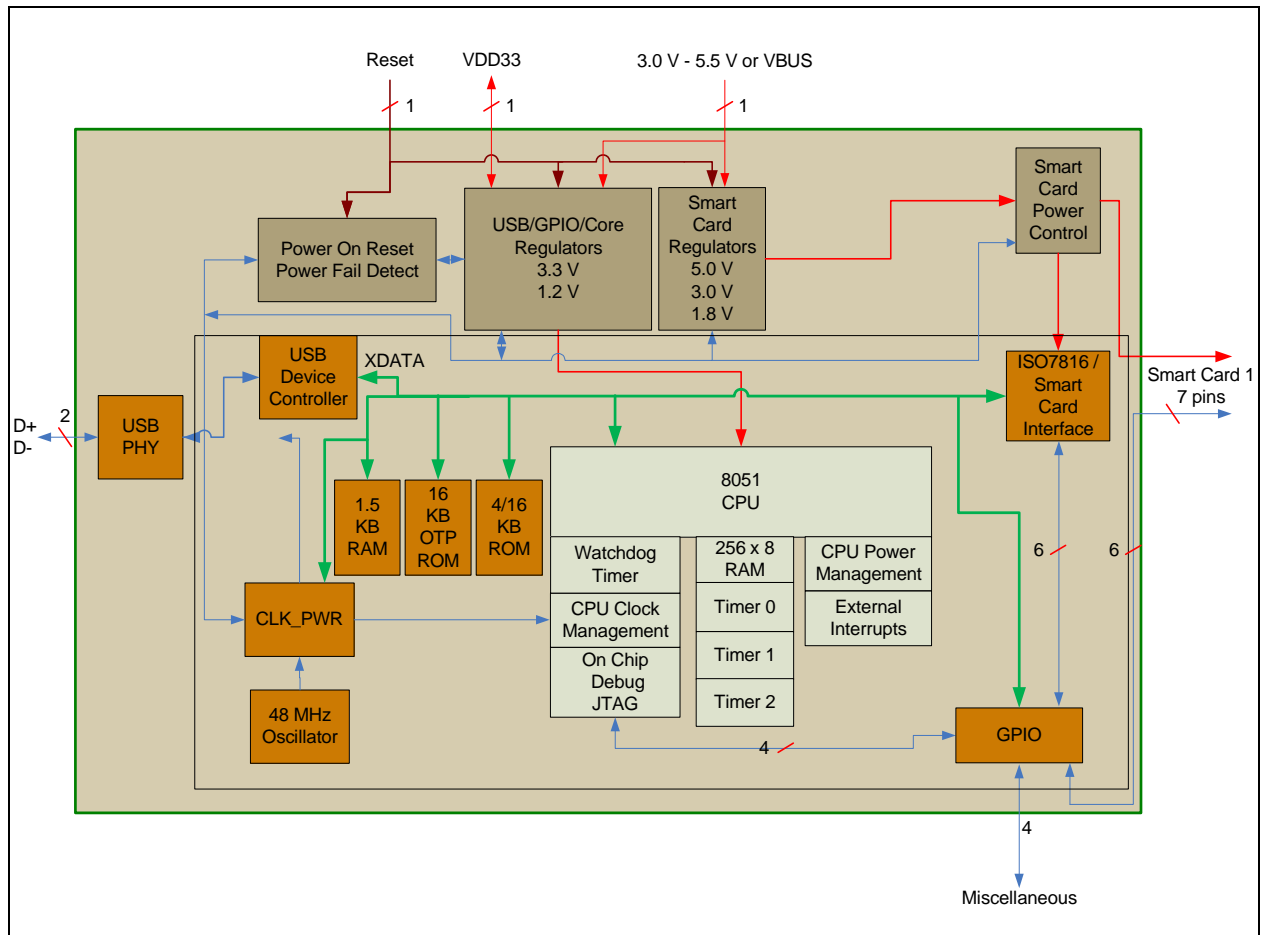 Reset
VDD33
3.0 V - 5.5 V or VBUS
1
1
1
Power On Reset
Power Fail Detect
USB/GPIO/Core
Regulators
3.3 V
1.2 V
Smart
Card
Regulators
5.0 V
3.0 V
1.8 V
Smart
Card
Power
Control
USB
Device
Controller
XDATA
ISO7816 /
Smart
Card
Interface
Smart Card 1
7 pins
D+
D-
2
USB
PHY
1.5
KB
RAM
16
KB
OTP
ROM
4/16
KB
ROM
8051
CPU
Watchdog
Timer
CPU Clock
Management
On Chip
Debug
JTAG
256 x 8
RAM
Timer 0
Timer 1
Timer 2
CPU Power
Management
External
Interrupts
6
6
CLK_PWR
48 MHz
Oscillator
4
GPIO
4
Miscellaneous